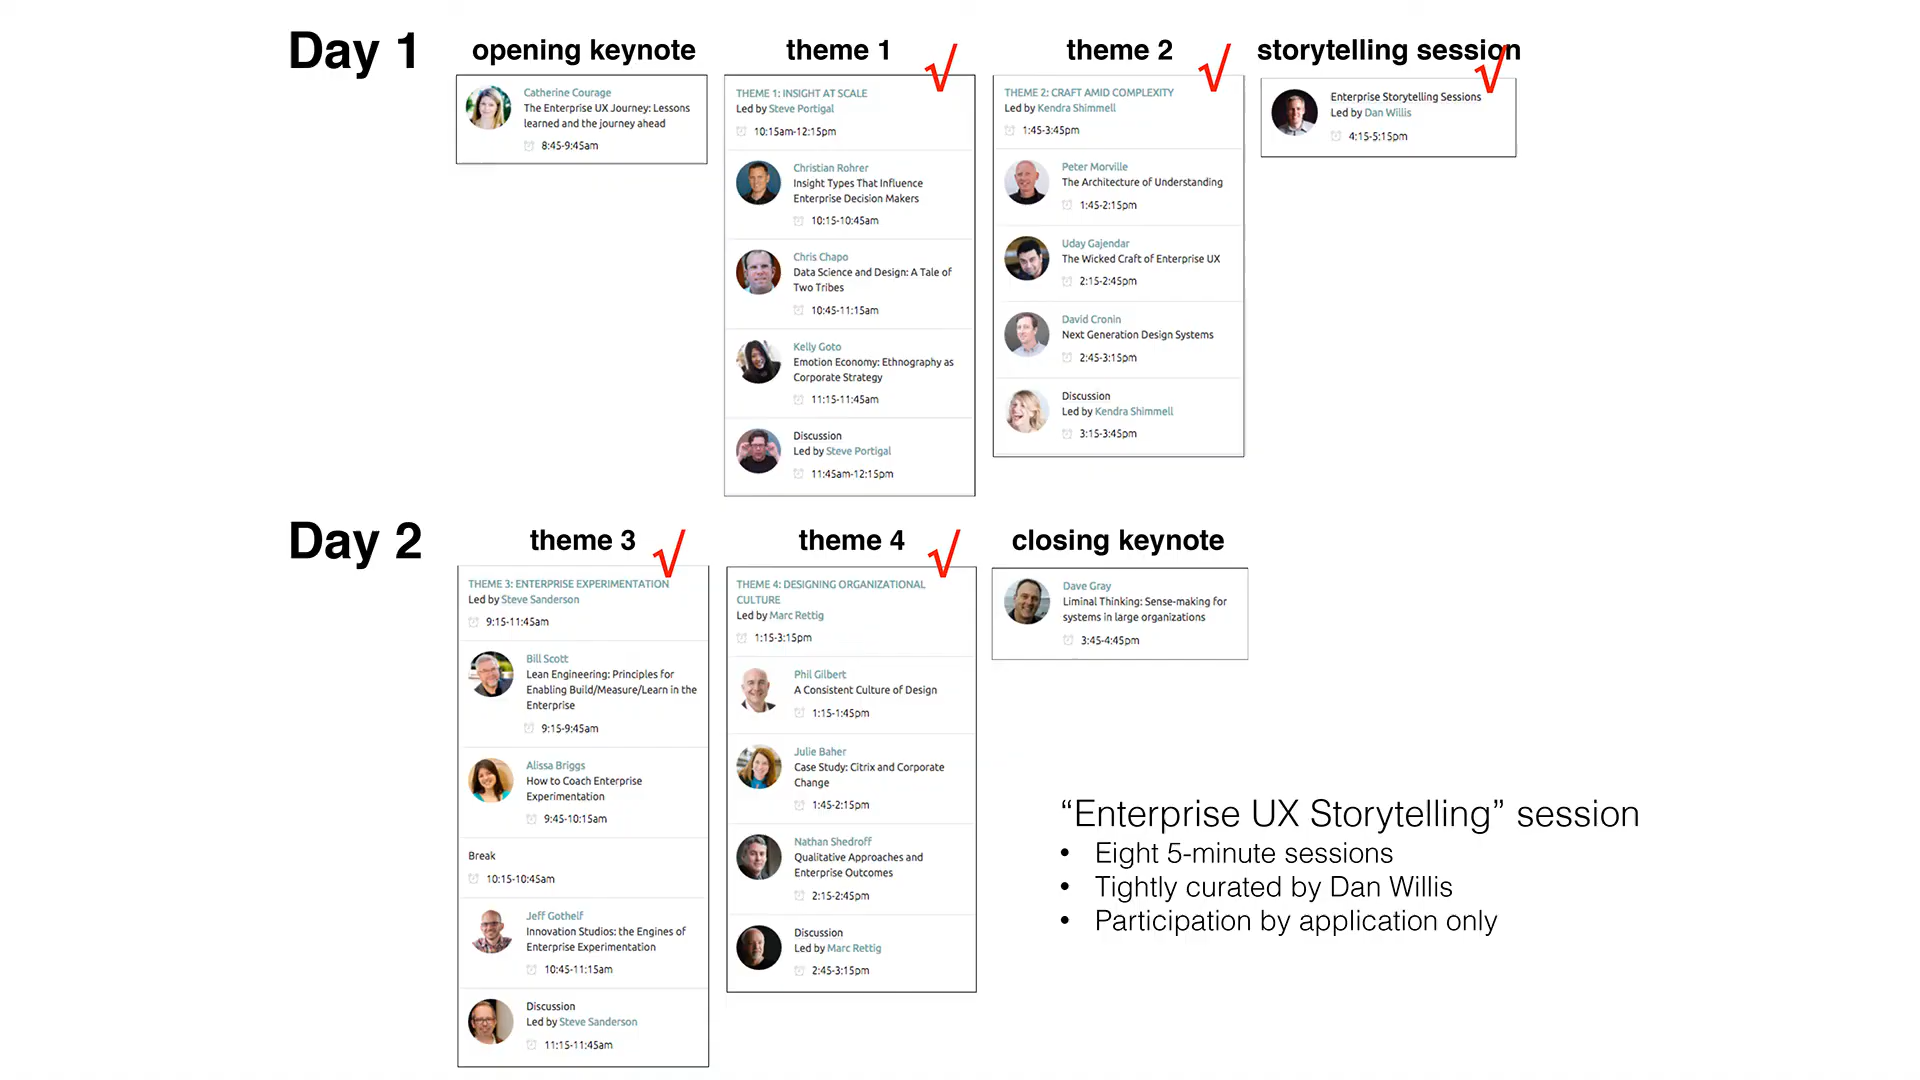 Day 1
opening keynote
Catherine Courage
The Enterprise UX Journey: Lessons
learned and the journey ahead
8:45-9:45am
theme 1
√
THEME 1: INSIGHT AT SCALE
Led by Steve Portigal
10:15am-12:15pm
Christian Rohrer
Insight Types That Influence
Enterprise Decision Makers
10:15-10:45am
Chris Chapo
Data Science and Design: A Tale of
Two Tribes
10:45-11:15am
Kelly Goto
Emotion Economy: Ethnography as
Corporate Strategy
11:15-11:45am
Discussion
Led by Steve Portigal
11:45am-12:15pm
theme 2
√
THEME 2: CRAFT AMID COMPLEXITY
Led by Kendra Shimmell
1:45-3:45pm
Peter Morville
The Architecture of Understanding
1:45-2:15pm
Uday Gajendar
The Wicked Craft of Enterprise UX
2:15-2:45pm
David Cronin
Next Generation Design Systems
2:45-3:15pm
Discussion
Led by Kendra Shimmell
3:15-3:45pm
storytelling session
√
Enterprise Storytelling Sessions
Led by Dan Willis
4:15-5:15pm
Day 2
theme 3
√
THEME 3: ENTERPRISE EXPERIMENTATION
Led by Steve Sanderson
9:15-11:45am
Bill Scott
Lean Engineering: Principles for
Enabling Build/Measure/Learn in the
Enterprise
9:15-9:45am
Alissa Briggs
How to Coach Enterprise
Experimentation
9:45-10:15am
Break
10:15-10:45am
Jeff Gothelf
Innovation Studios: the Engines of
Enterprise Experimentation
10:45-11:15am
Discussion
Led by Steve Sanderson
11:15-11:45am
theme 4
√
THEME 4: DESIGNING ORGANIZATIONAL
CULTURE
Led by Marc Rettig
1:15-3:15pm
Phil Gilbert
A Consistent Culture of Design
1:15-1:45pm
Julie Baher
Case Study: Citrix and Corporate
Change
1:45-2:15pm
Nathan Shedroff
Qualitative Approaches and
Enterprise Outcomes
2:15-2:45pm
Discussion
Led by Marc Rettig
2:45-3:15pm
closing keynote
Dave Gray
Liminal Thinking: Sense-making for
systems in large organizations
3:45-4:45pm
“Enterprise UX Storytelling” session
• Eight 5-minute sessions
• Tightly curated by Dan Willis
• Participation by application only